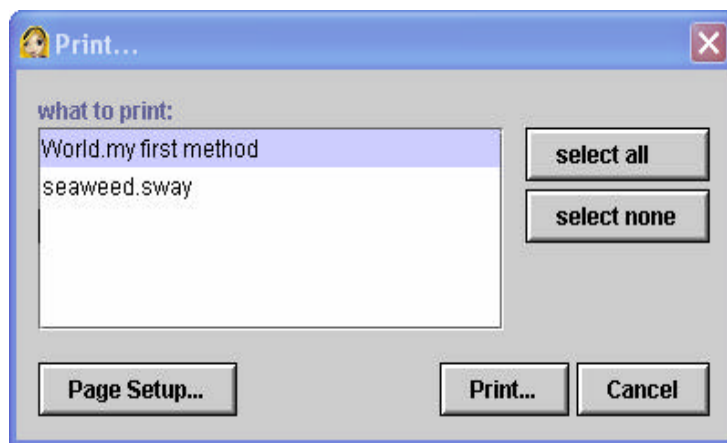 Print...
what to print:
World.my first method
select all
seaweed.sway
select none
Page Setup...
Print...
Cancel